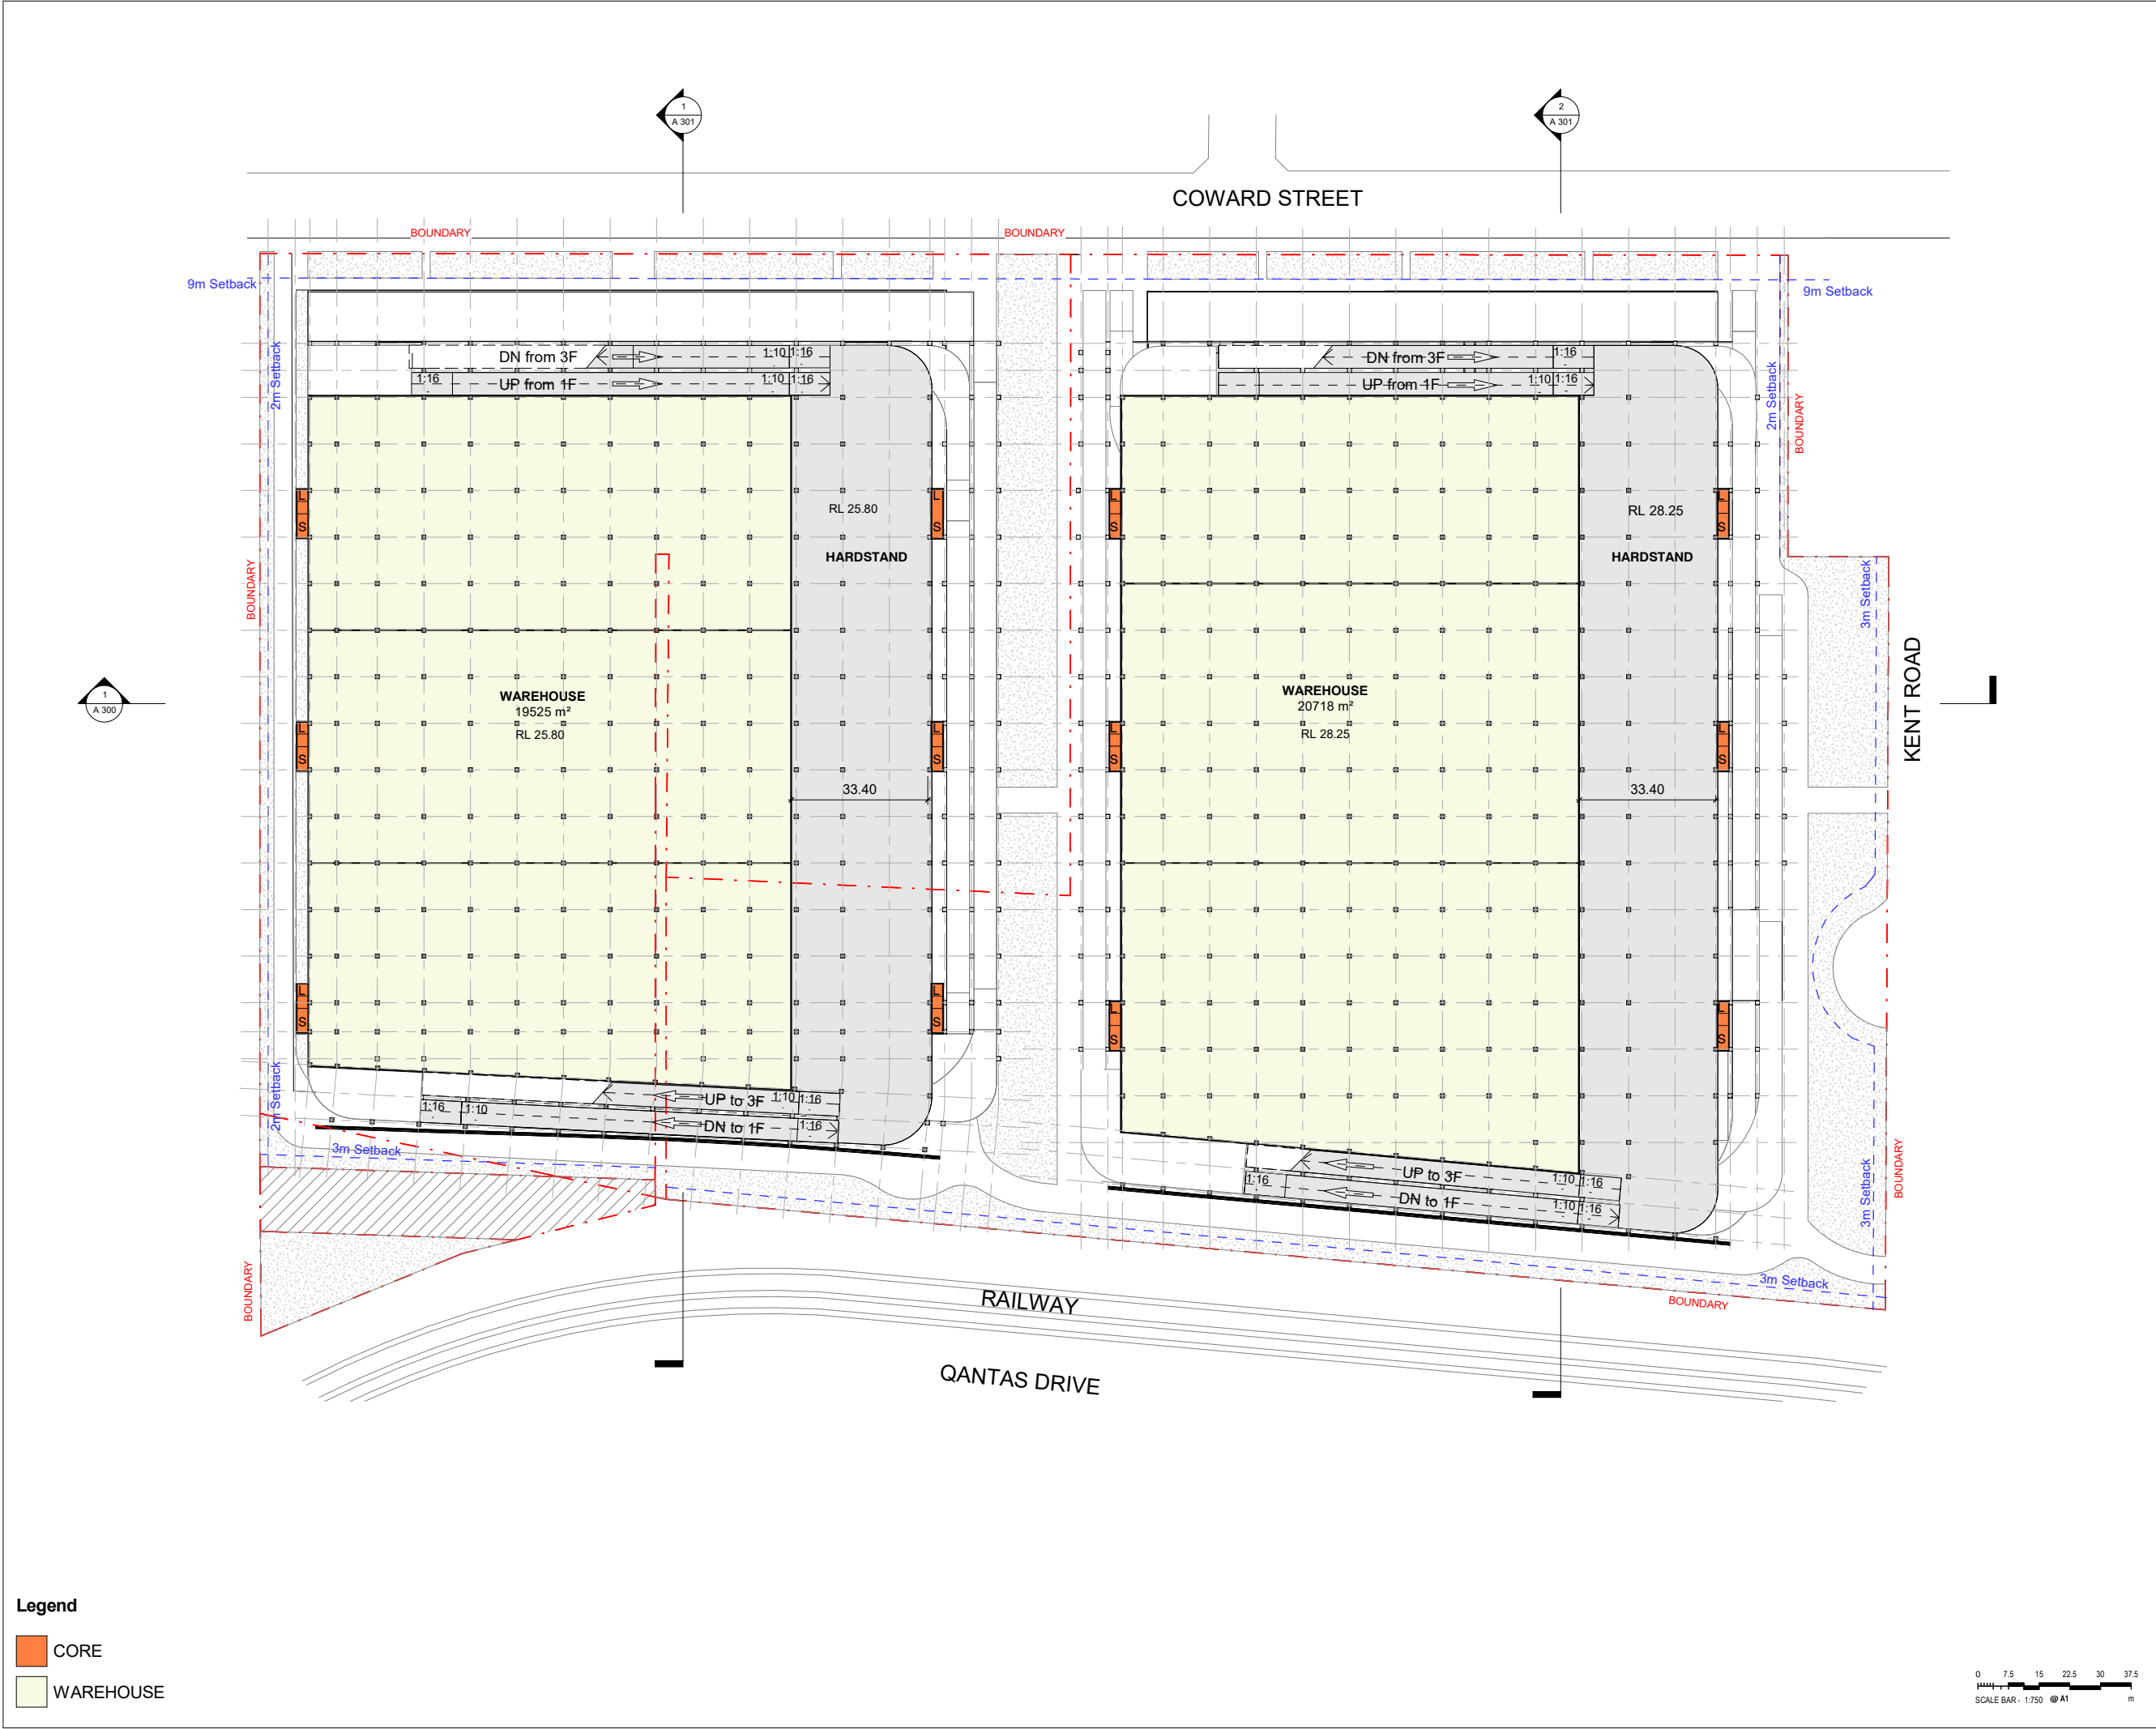 1
A 301
2
A 301
COWARD STREET
BOUNDARY
BOUNDARY
9m Setback
9m Setback
2m Setback
2m Setback
BOUNDARY
DN from 3F
1:10
1:16
1:16
UP from 1F
1:10
1:16
DN from 3F
1:16
UP from 1F
1:10
1:16
L
S
L
S
L
S
L
S
RL 25.80
HARDSTAND
RL 28.25
HARDSTAND
BOUNDARY
3m Setback
KENT ROAD
1
A 300
WAREHOUSE
19525 m²
RL 25.80
WAREHOUSE
20718 m²
RL 28.25
L
S
L
S
L
S
L
S
33.40
33.40
L
S
L
S
L
S
L
S
2m Setback
UP to 3F
1:10
1:16
1:16
1:10
DN to 1F
1:16
3m Setback
UP to 3F
1:10
1:16
1:16
DN to 1F
1:10
1:16
3m Setback
BOUNDARY
BOUNDARY
3m Setback
BOUNDARY
RAILWAY
QANTAS DRIVE
Legend
CORE
WAREHOUSE
0 7.5 15 22.5 30 37.5
SCALE BAR - 1:750 @ A1 m